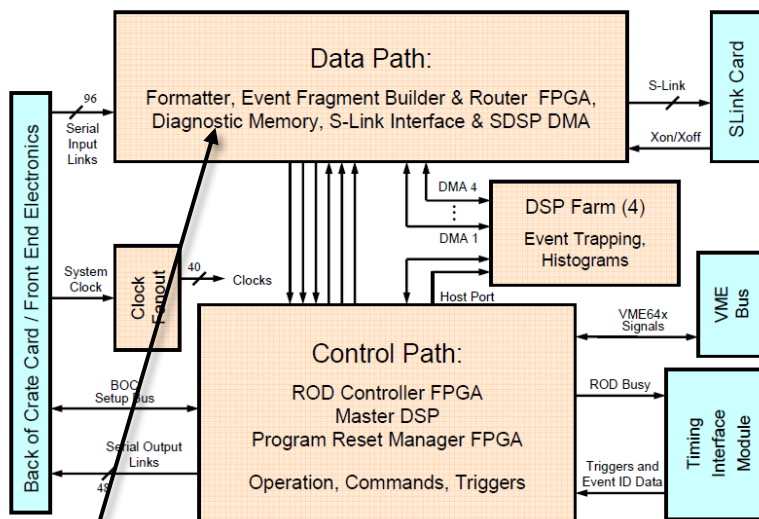 Data Path:
Formatter, Event Fragment Builder & Router FPGA,
Diagnostic Memory, S-Link Interface & SDSP DMA
96
Serial
Input
Links
S-Link
Xon/Xoff
SLink Card
Back of Crate Card / Front End Electronics
DMA 4
DMA 1
DSP Farm (4)
Event Trapping,
Histograms
System
Clock
Clock
Fanout
40
Clocks
Host Port
VME64x
Signals
VME
Bus
Control Path:
ROD Controller FPGA
Master DSP
Program Reset Manager FPGA
Operation, Commands, Triggers
BOC
Setup Bus
Serial Output
Links
48
ROD Busy
Triggers and
Event ID Data
Timing
Interface
Module